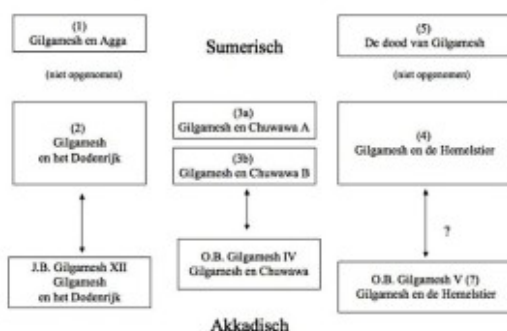 (1)
Gilgamesh en Agga
Sumerisch
(5)
De dood van Gilgamesh
(niet opgenomen)
(niet opgenomen)
(2)
Gilgamesh
en het Dodenrijk
(3a)
Gilgamesh en Chuwawa A
(3b)
Gilgamesh en Chuwawa B
(4)
Gilgamesh en de Hemelstier
?
J.B. Gilgamesh XII
Gilgamesh
en het Dodenrijk
O.B. Gilgamesh IV
Gilgamesh en Chuwawa
O.B. Gilgamesh V (?)
Gilgamesh en de Hemelstier
Akkadisch